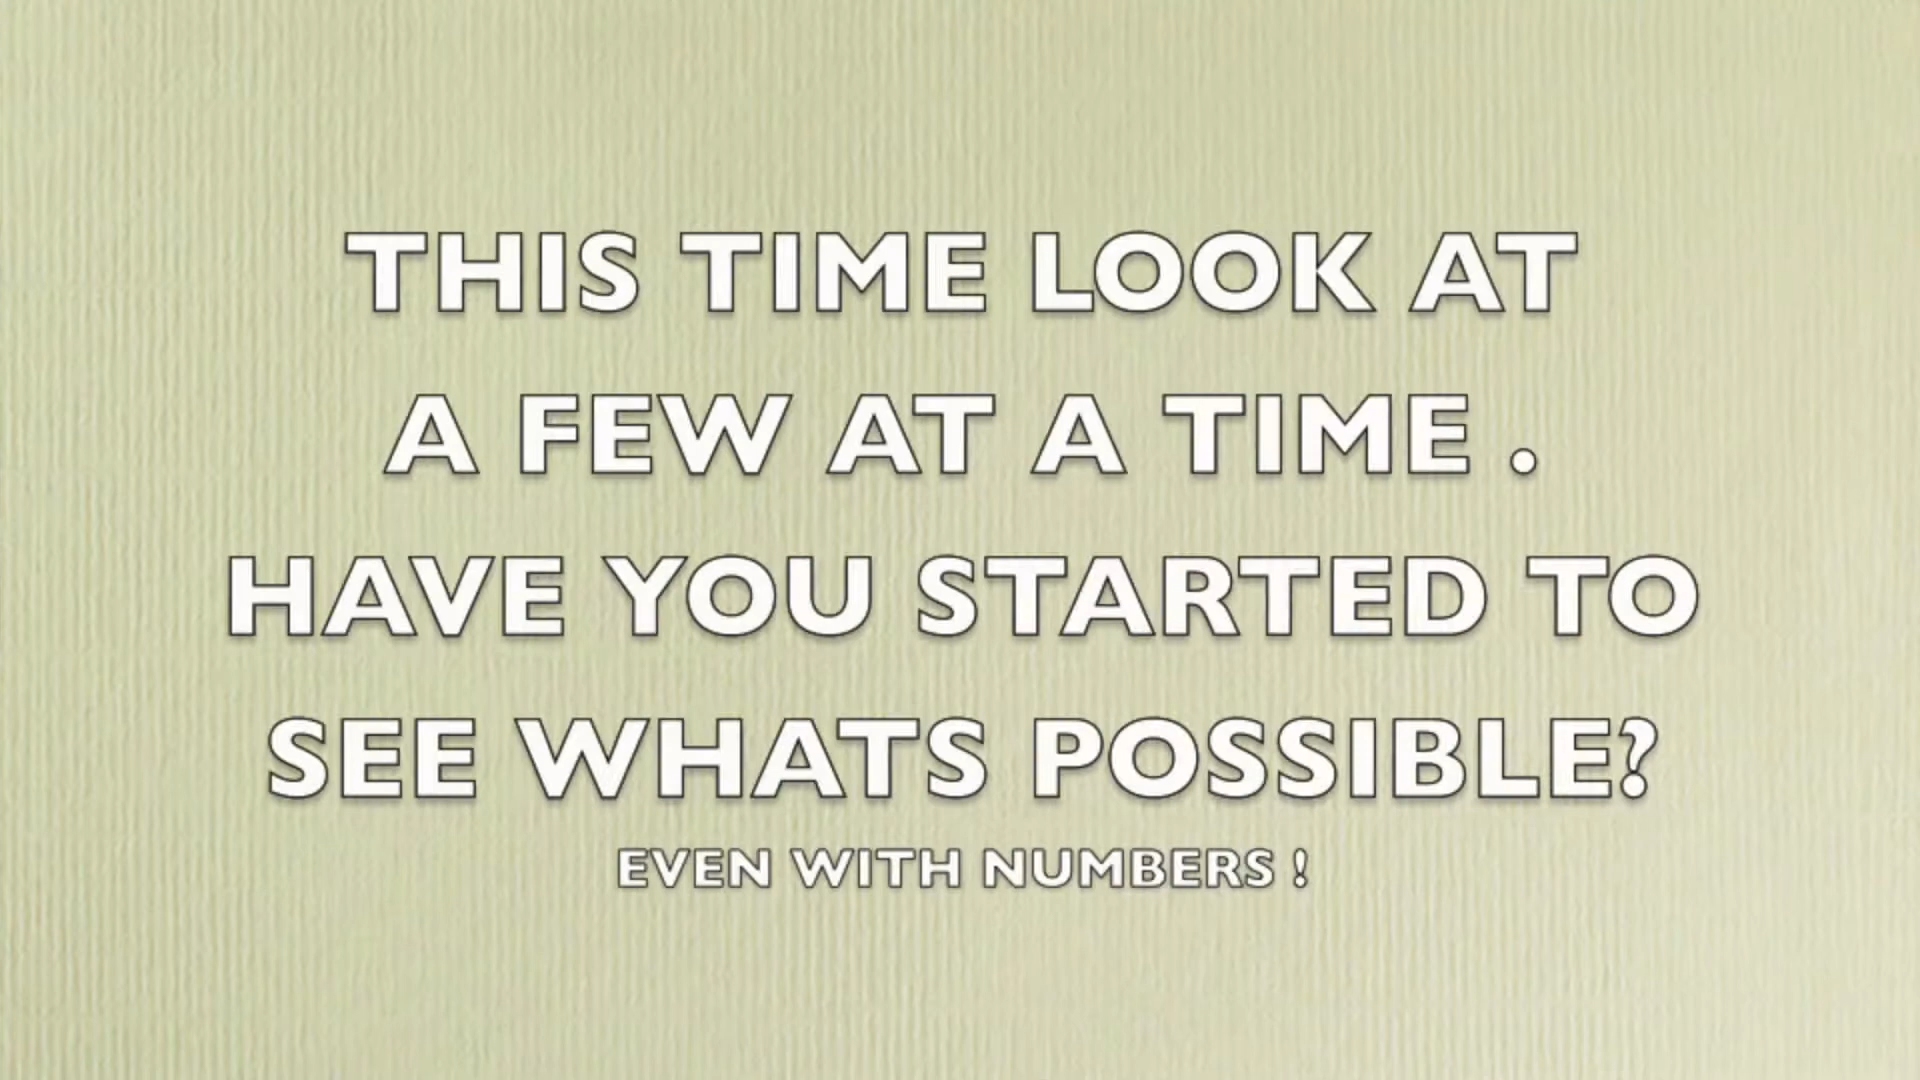 THIS TIME LOOK AT
A FEW AT A TIME .
HAVE YOU STARTED TO
SEE WHATS POSSIBLE?
EVEN WITH NUMBERS !